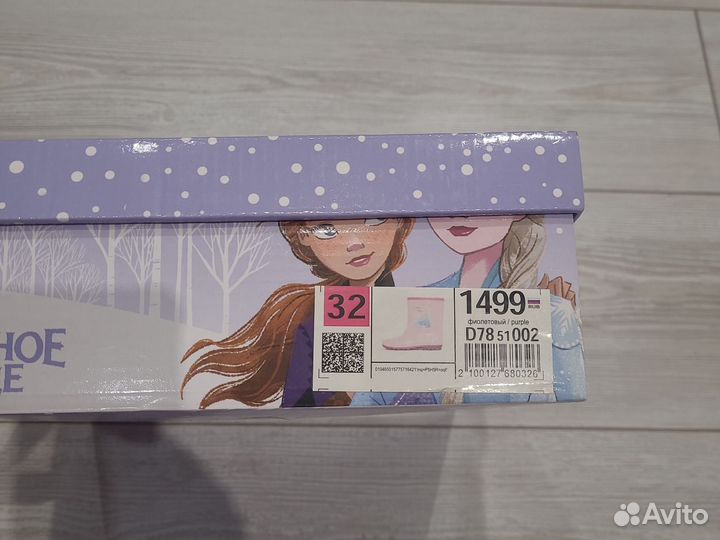 НОЕ
32
1499
фиолетовый / purple
D78 51002
2 100127 680326
Avito